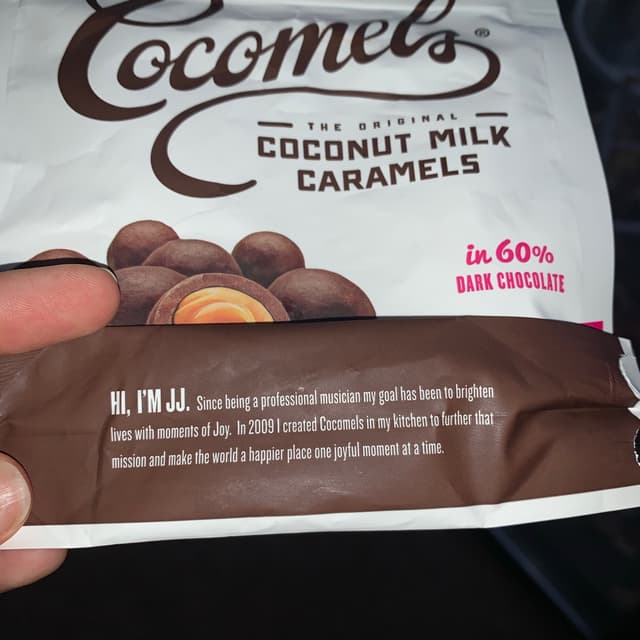 Cocomels®
THE ORIGINAL
COCONUT MILK
CARAMELS
in 60%
DARK CHOCOLATE
HI, I'M JJ. Since being a professional musician my goal has been to brighten
lives with moments of Joy. In 2009 I created Cocomels in my kitchen to further that
mission and make the world a happier place one joyful moment at a time.